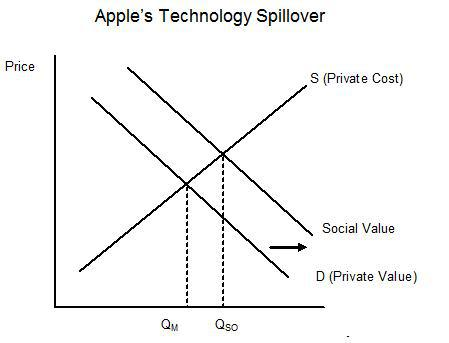 Apple's Technology Spillover
Price
S (Private Cost)
Social Value
D (Private Value)
QM
QSO